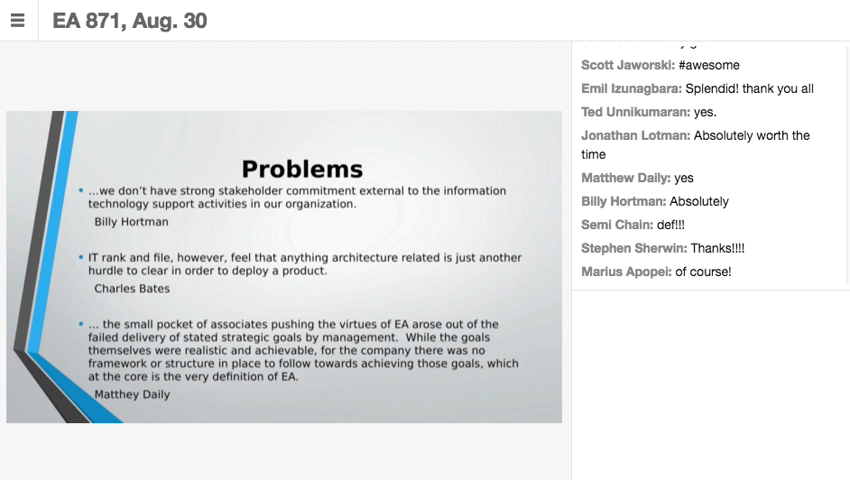 EA 871, Aug. 30
Problems
• ...we don't have strong stakeholder commitment external to the information
technology support activities in our organization.
Billy Hortman
• IT rank and file, however, feel that anything architecture related is just another
hurdle to clear in order to deploy a product.
Charles Bates
• ... the small pocket of associates pushing the virtues of EA arose out of the
failed delivery of stated strategic goals by management.  While the goals
themselves were realistic and achievable, for the company there was no
framework or structure in place to follow towards achieving those goals, which
at the core is the very definition of EA.
Matthey Daily
Scott Jaworski: #awesome
Emil Izunagbara: Splendid! thank you all
Ted Unnikumaran: yes.
Jonathan Lotman: Absolutely worth the
time
Matthew Daily: yes
Billy Hortman: Absolutely
Semi Chain: def!!!
Stephen Sherwin: Thanks!!!!
Marius Apopei: of course!